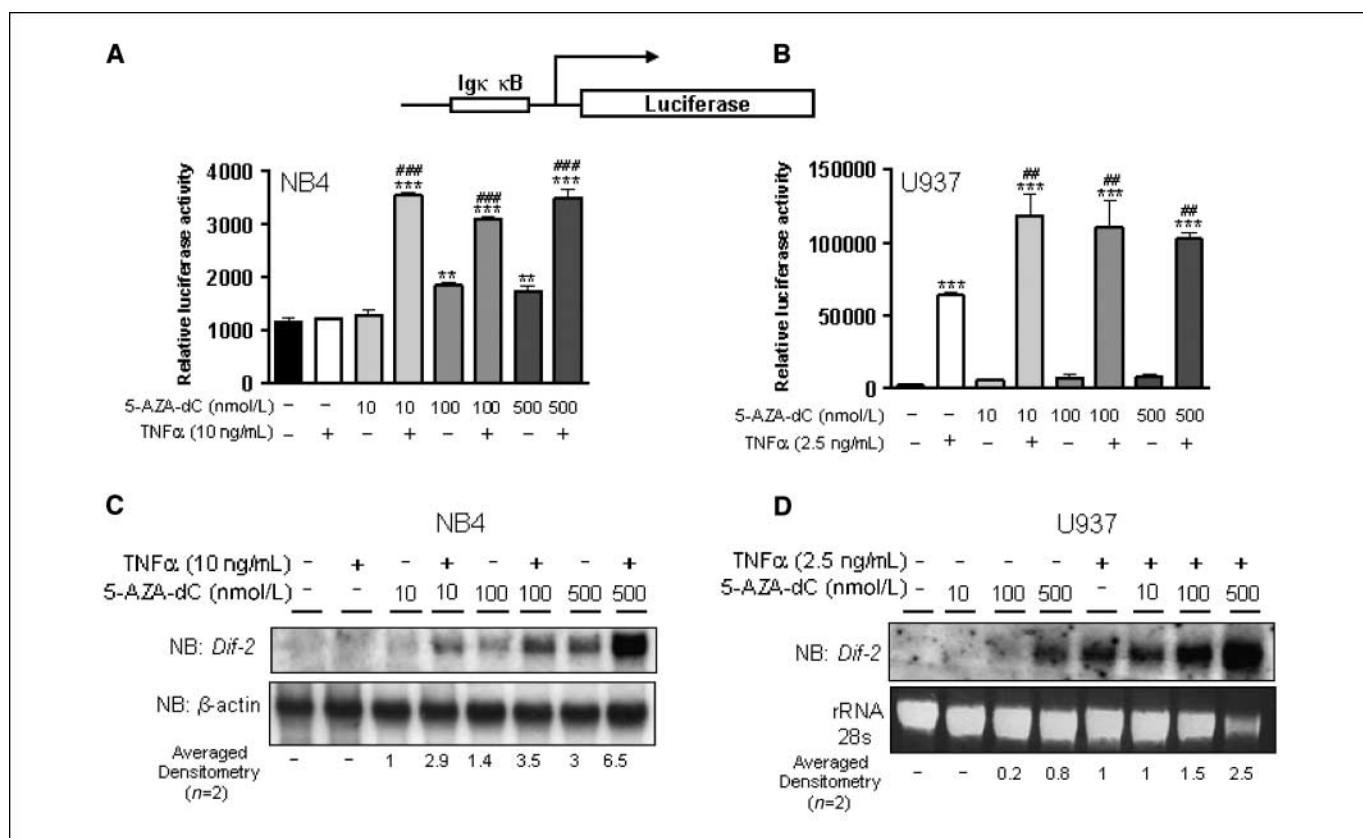 A
B
Igκ κB
Luciferase
Relative luciferase activity
4000
3000
2000
1000
0
NB4
###
***
###
***
###
***
**
**
5-AZA-dC (nmol/L) – – 10 10 100 100 500 500
TNFα (10 ng/mL) – + – + – + – +
Relative luciferase activity
150000
100000
50000
0
U937
***
##
***
##
***
##
***
5-AZA-dC (nmol/L) – – 10 10 100 100 500 500
TNFα (2.5 ng/mL) – + – + – + – +
C
NB4
TNFα (10 ng/mL) – + – + – + – +
5-AZA-dC (nmol/L) – – 10 10 100 100 500 500
NB: Dif-2
NB: β-actin
Averaged
Densitometry
(n=2)
– – 1 2.9 1.4 3.5 3 6.5
D
U937
TNFα (2.5 ng/mL) – – – – + + + +
5-AZA-dC (nmol/L) – 10 100 500 – 10 100 500
NB: Dif-2
rRNA
28s
Averaged
Densitometry
(n=2)
– – 0.2 0.8 1 1 1.5 2.5